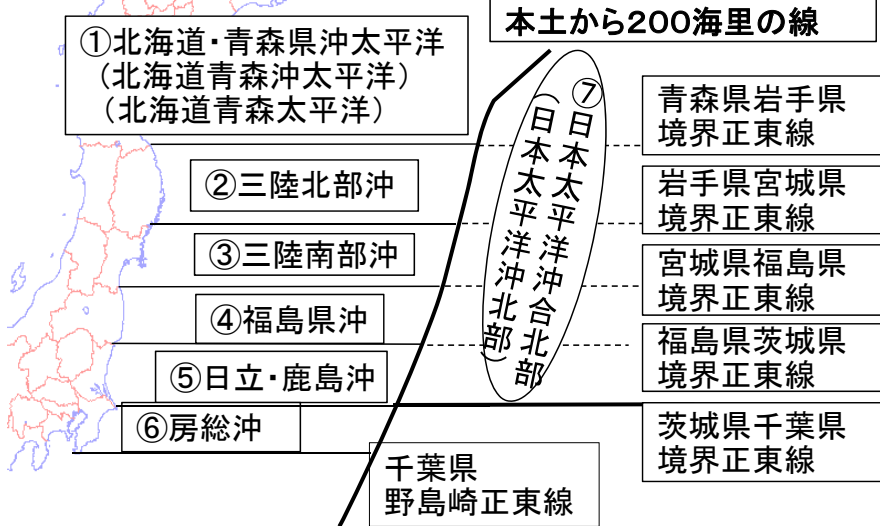 本土から200海里の線
①北海道・青森県沖太平洋
（北海道青森沖太平洋）
（北海道青森太平洋）
⑦日本太平洋沖合北部
（日本太平洋沖北部）
青森県岩手県
境界正東線
②三陸北部沖
岩手県宮城県
境界正東線
③三陸南部沖
宮城県福島県
境界正東線
④福島県沖
福島県茨城県
境界正東線
⑤日立・鹿島沖
⑥房総沖
茨城県千葉県
境界正東線
千葉県
野島崎正東線